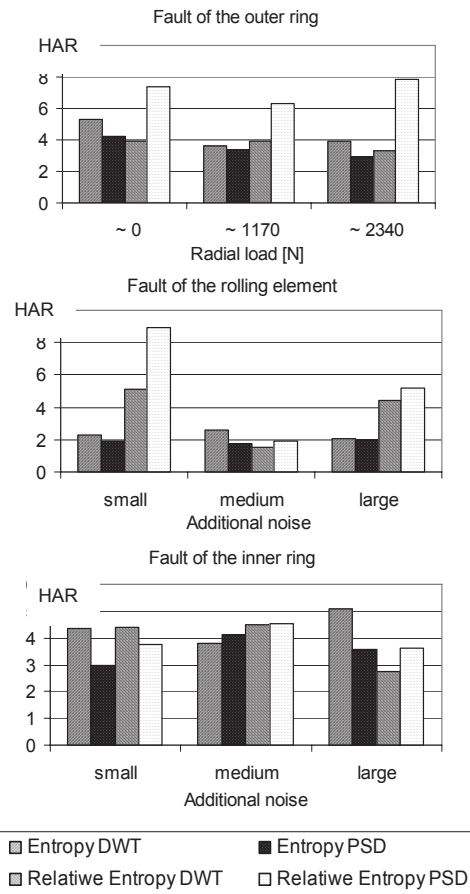 Fault of the outer ring
HAR
8
6
4
2
0
~ 0 ~ 1170 ~ 2340
Radial load [N]
Fault of the rolling element
HAR
8
6
4
2
0
small medium large
Additional noise
Fault of the inner ring
HAR
4
3
2
1
0
small medium large
Additional noise
Entropy DWT Entropy PSD
Relatiwe Entropy DWT Relatiwe Entropy PSD